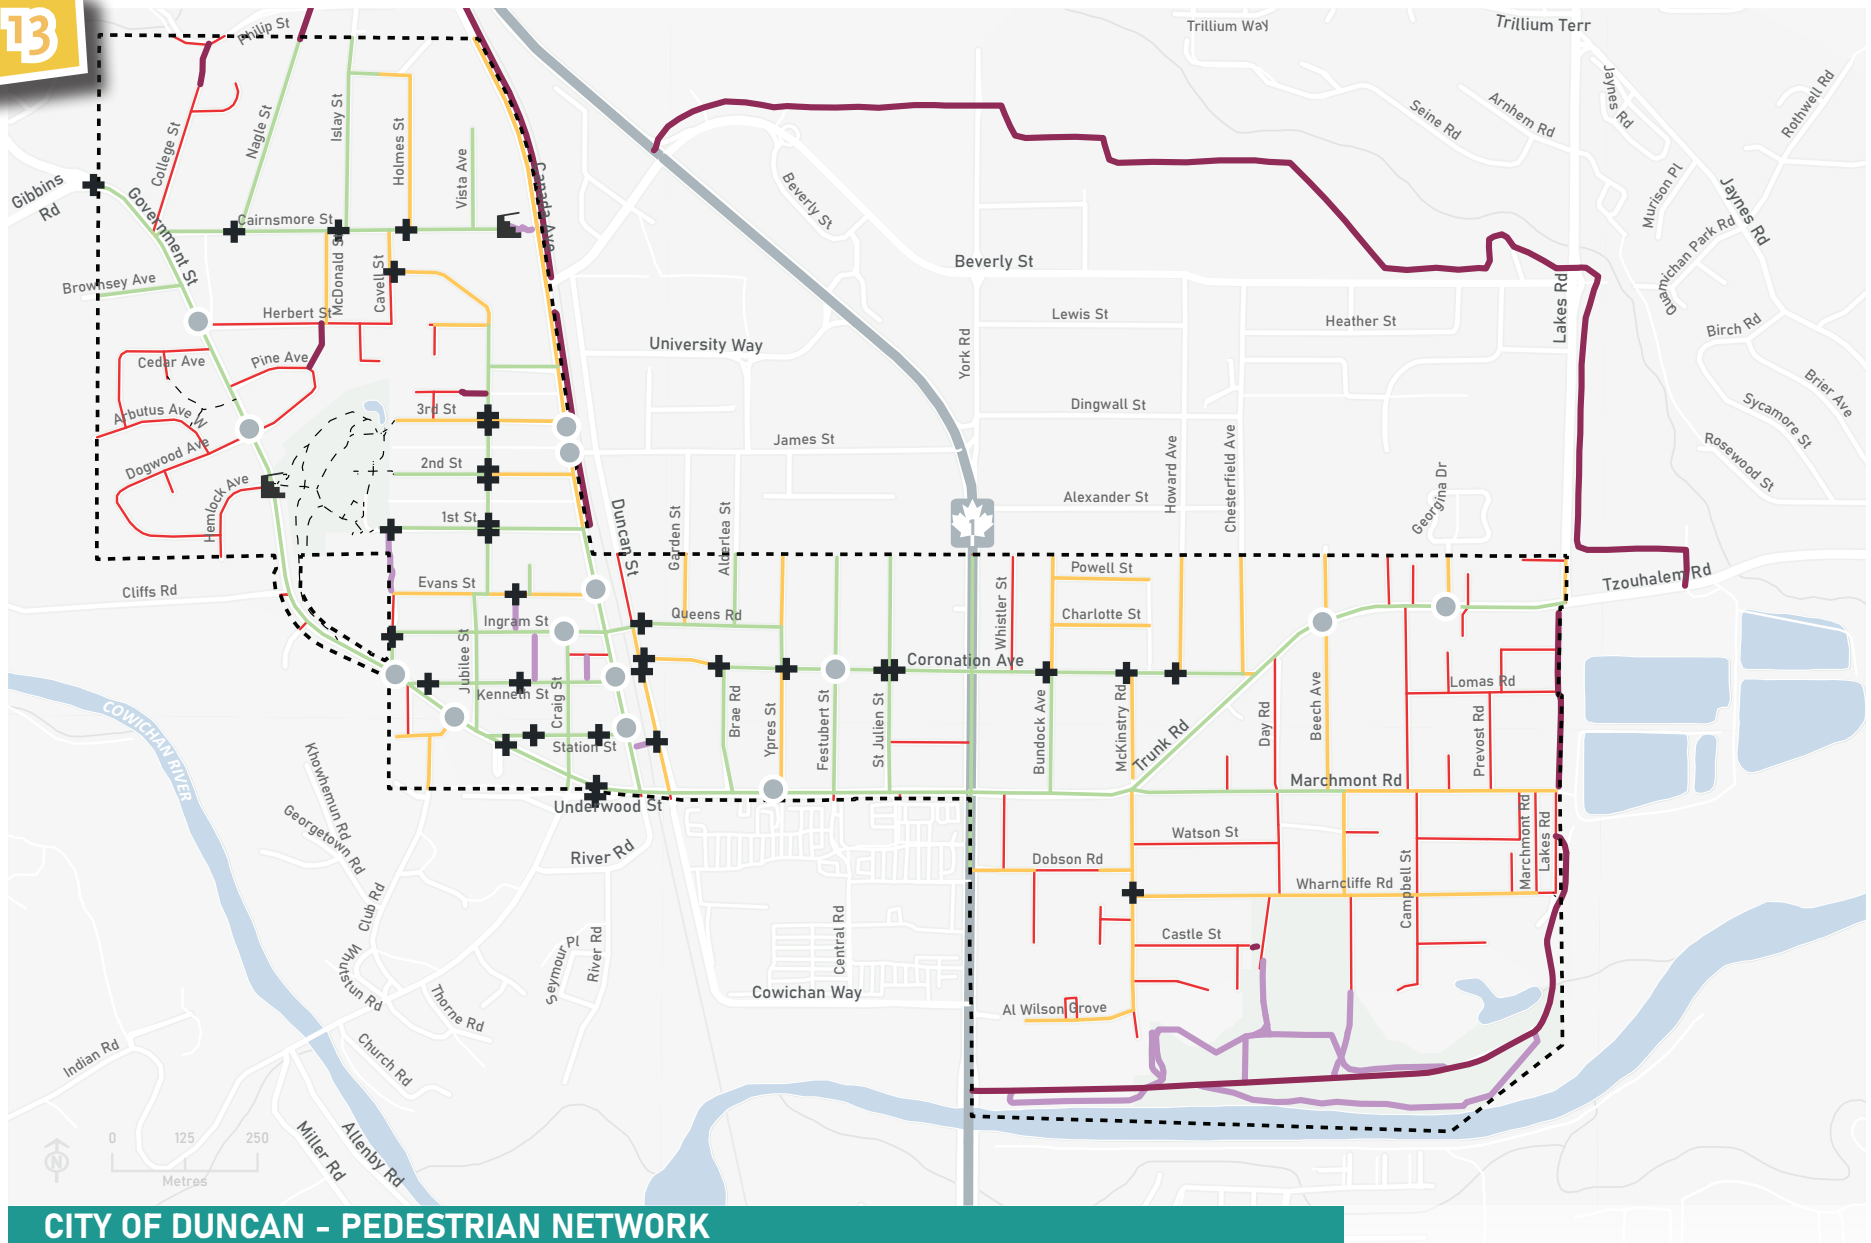 13
Philip St
Trillium Way
Trillium Terr
Jaynes Rd
Rothwell Rd
Seine Rd
Arnhem Rd
College St
Nagle St
Islay St
Holmes St
Vista Ave
Canada Ave
Gibbins
Rd
Government St
Cairnsmore St
Beverly St
Murison Pl
Jaynes Rd
Quamichan Park Rd
Brownsey Ave
McDonald St
Cavell St
Beverly St
Lakes Rd
Herbert St
Lewis St
Heather St
Birch Rd
Cedar Ave
Pine Ave
University Way
York Rd
Brier Ave
Arbutus Ave W
3rd St
Dingwall St
Sycamore St
Dogwood Ave
2nd St
James St
Howard Ave
Chesterfield Ave
Rosewood St
Hemlock Ave
1st St
Duncan St
Garden St
Alderlea St
Alexander St
Georgina Dr
1
Cliffs Rd
Evans St
Powell St
Tzouhalem Rd
Ingram St
Queens Rd
Whistler St
Charlotte St
Jubilee St
Coronation Ave
Kenneth St
Craig St
Lomas Rd
COWICHAN RIVER
Brae Rd
Ypres St
Festubert St
St Julien St
Bundock Ave
McKinstry Rd
Trunk Rd
Day Rd
Beech Ave
Prevost Rd
Station St
Marchmont Rd
Underwood St
Khowhemun Rd
Georgetown Rd
River Rd
Watson St
Dobson Rd
Marchmont Rd
Lakes Rd
Wharncliffe Rd
Campbell St
Club Rd
Wuutstun Rd
Seymour Pl
River Rd
Central Rd
Castle St
Thorne Rd
Cowichan Way
Al Wilson Grove
Indian Rd
Church Rd
Miller Rd
Allenby Rd
N
0 125 250
Metres
CITY OF DUNCAN - PEDESTRIAN NETWORK